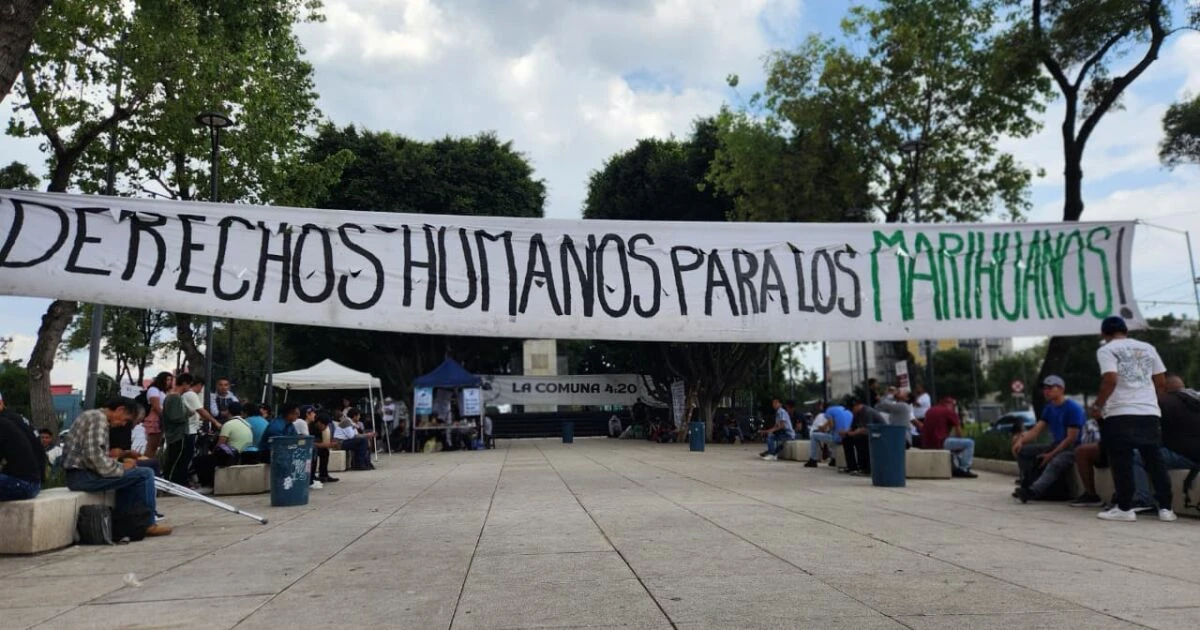 DERECHOS HUMANOS PARA LOS MARIHUANOS!
LA COMUNA 4:20